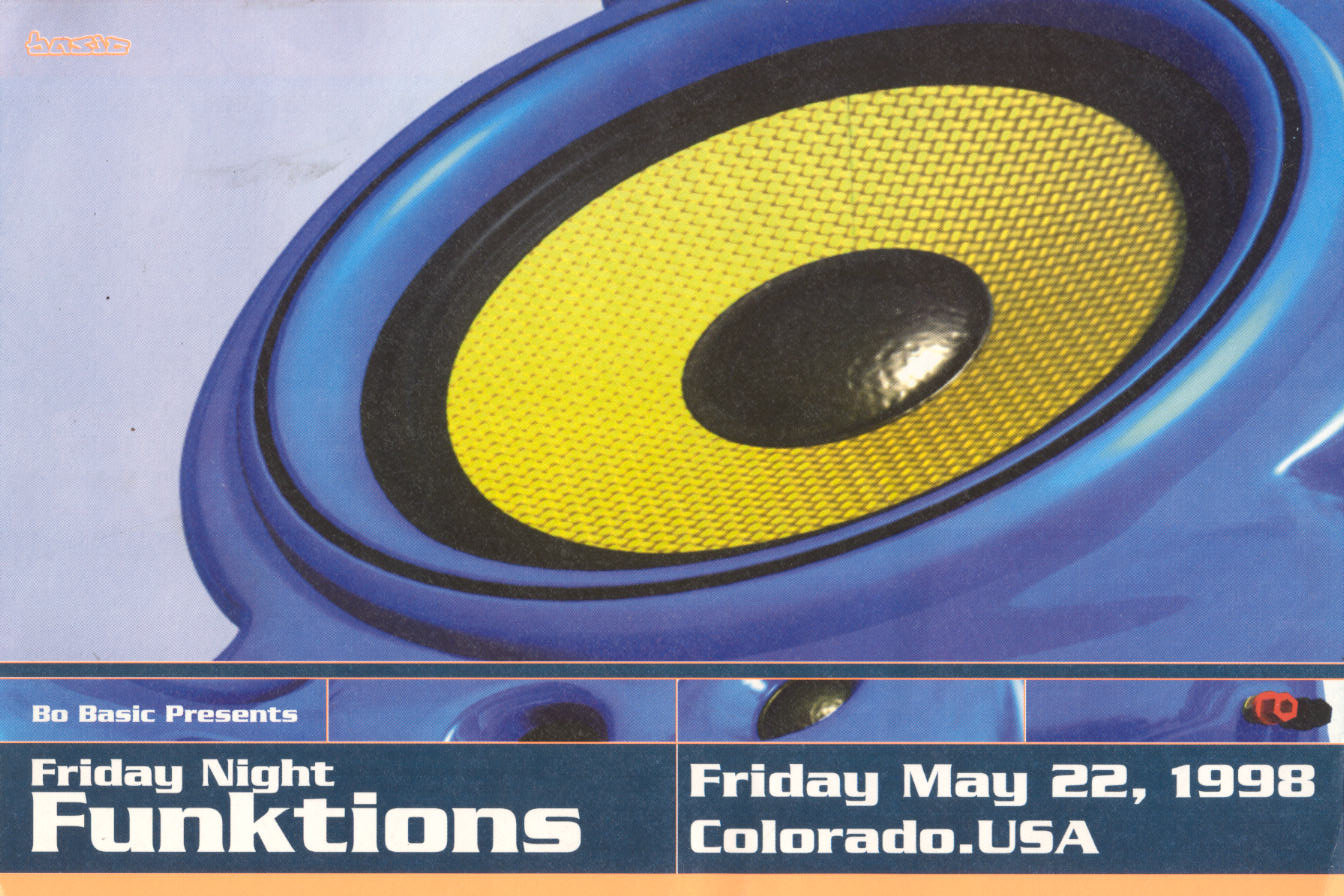 basic
Bo Basic Presents
Friday Night
Funktions
Friday May 22, 1998
Colorado.USA